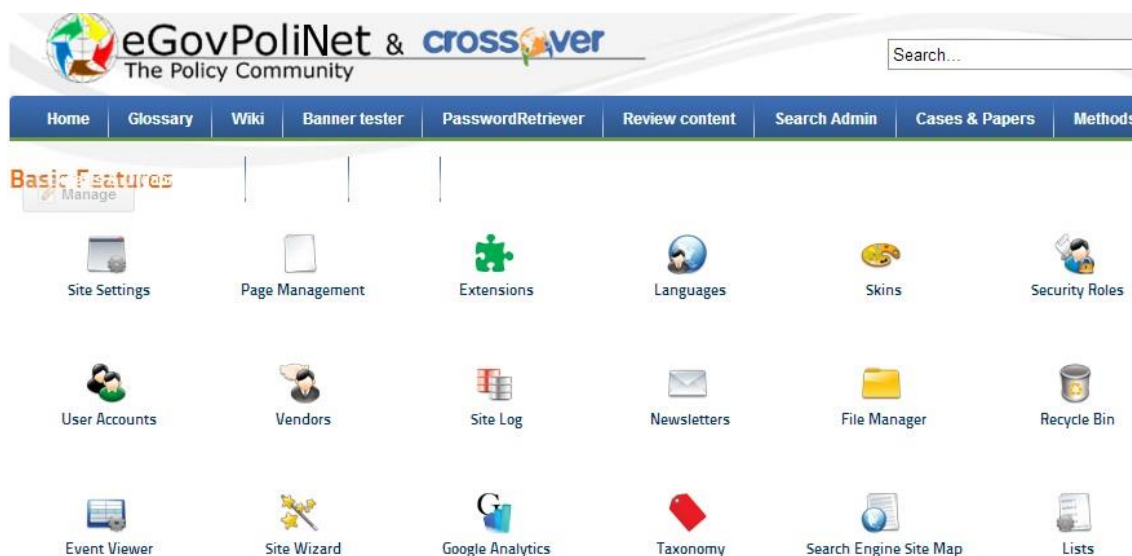 eGovPoliNet & crossover
The Policy Community
Search...
Home Glossary Wiki Banner tester PasswordRetriever Review content Search Admin Cases & Papers Methods
Basic Features
Manage
Site Settings Page Management Extensions Languages Skins Security Roles
User Accounts Vendors Site Log Newsletters File Manager Recycle Bin
Event Viewer Site Wizard Google Analytics Taxonomy Search Engine Site Map Lists